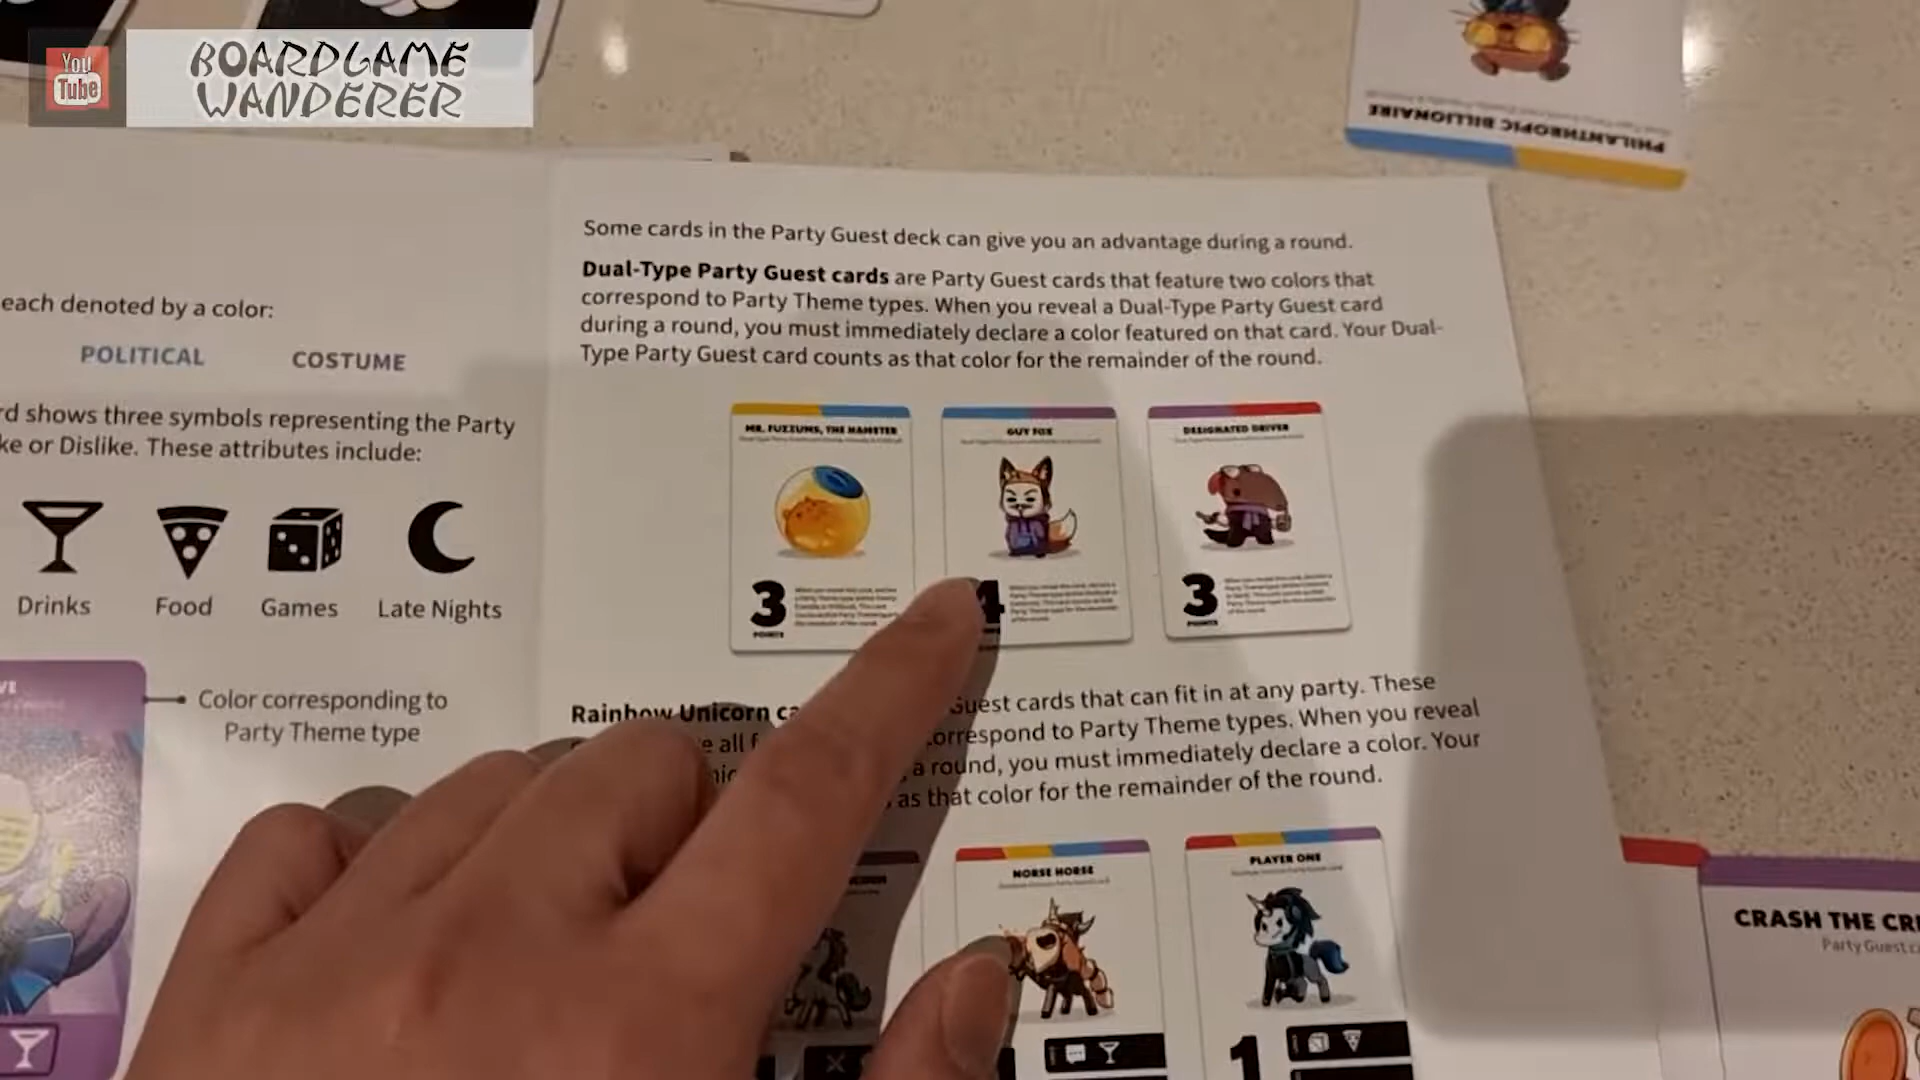 You
Tube
BOARDGAME
WANDERER
PHILANTHROPIC BILLIONAIRE
each denoted by a color:
POLITICAL
COSTUME
rd shows three symbols representing the Party
ke or Dislike. These attributes include:
Drinks
Food
Games
Late Nights
Color corresponding to
Party Theme type
Some cards in the Party Guest deck can give you an advantage during a round.
Dual-Type Party Guest cards are Party Guest cards that feature two colors that
correspond to Party Theme types. When you reveal a Dual-Type Party Guest card
during a round, you must immediately declare a color featured on that card. Your Dual-
Type Party Guest card counts as that color for the remainder of the round.
MR. FUZZUMS, THE HAMSTER
3
POINTS
GUY FOX
4
DESIGNATED DRIVER
3
POINTS
Rainbow Unicorn ca
Guest cards that can fit in at any party. These
e all f
orrespond to Party Theme types. When you reveal
a round, you must immediately declare a color. Your
as that color for the remainder of the round.
NORSE HORSE
PLAYER ONE
1
CRASH THE CR
Party Guest c